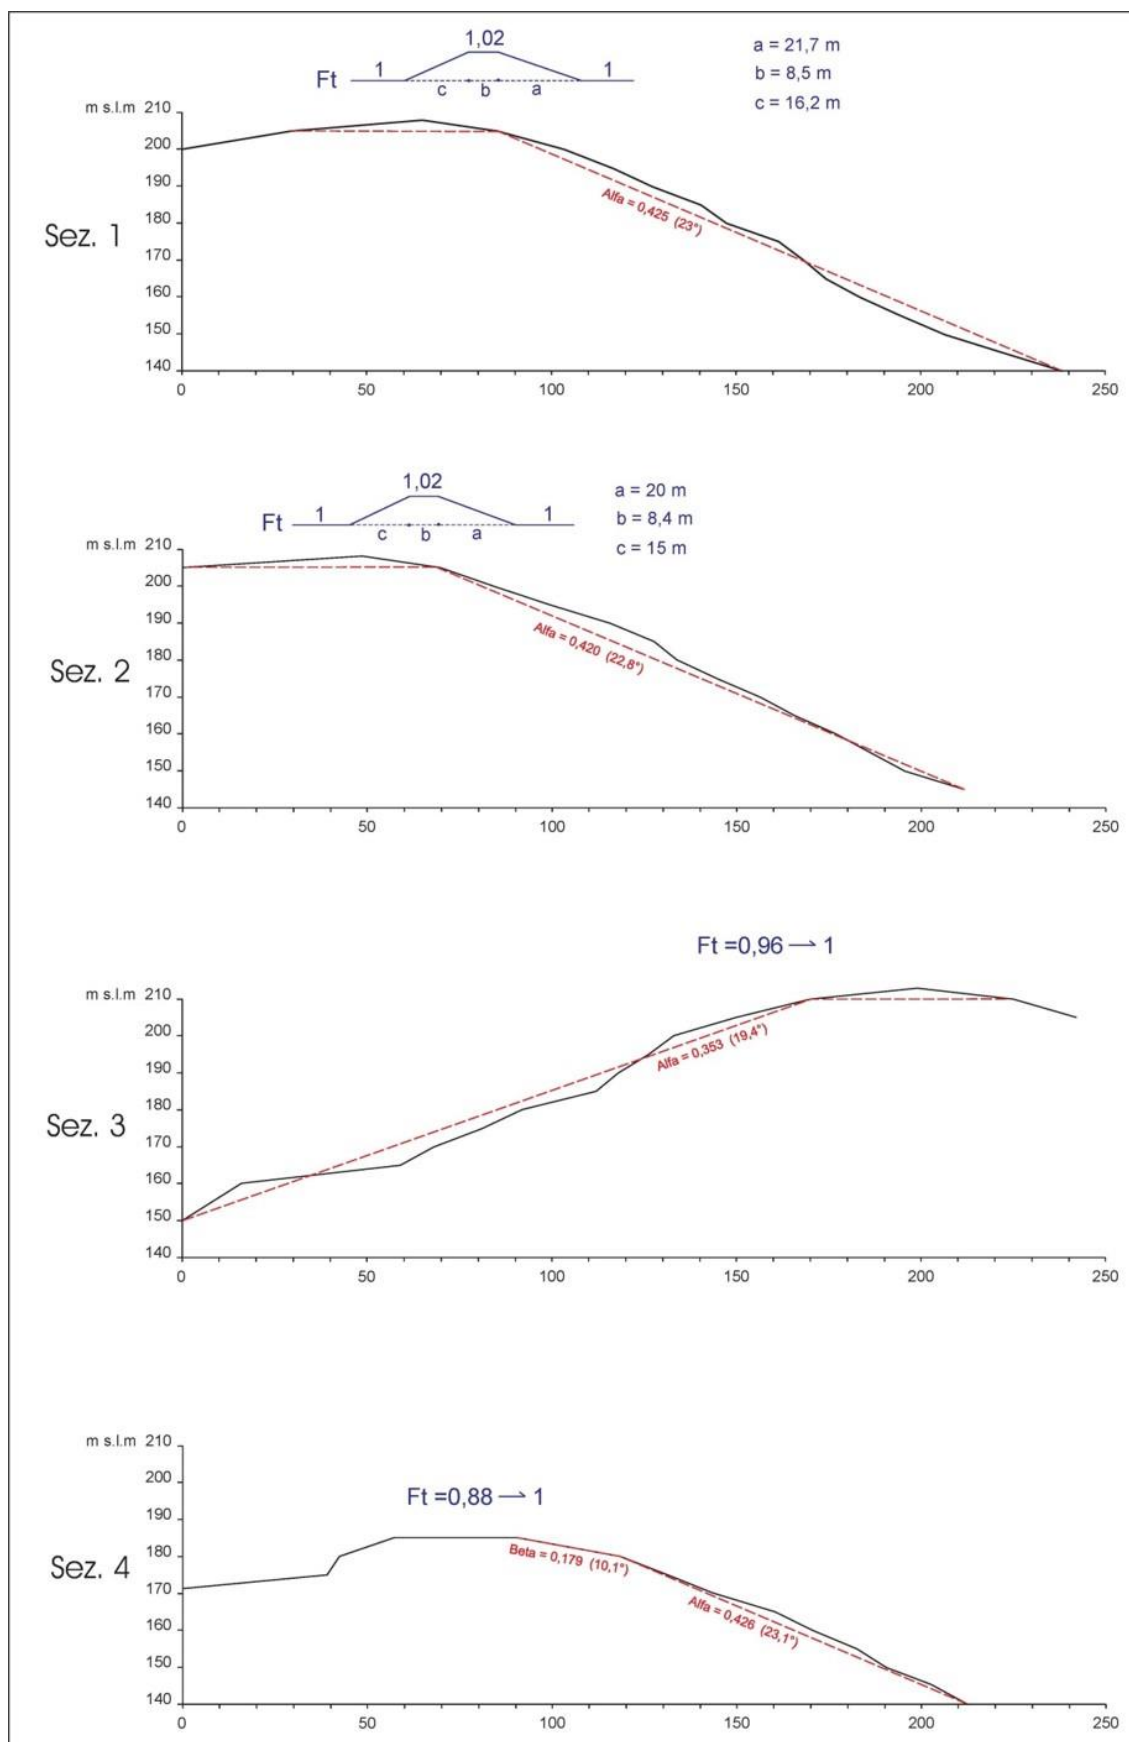 1,02
a = 21,7 m
Ft 1 1
b = 8,5 m
c b a
c = 16,2 m
m s.l.m 210
200
190
Alfa = 0,425 (23°)
180
Sez. 1
170
160
150
140
0 50 100 150 200 250
1,02
a = 20 m
Ft 1 1
b = 8,4 m
c b a
c = 15 m
m s.l.m 210
200
190
Alfa = 0,420 (22,8°)
180
Sez. 2
170
160
150
140
0 50 100 150 200 250
Ft =0,96 ⇀ 1
m s.l.m 210
200
Alfa = 0,353 (19,4°)
190
180
Sez. 3
170
160
150
140
0 50 100 150 200 250
m s.l.m 210
200
Ft =0,88 ⇀ 1
190
180
Beta = 0,179 (10,1°)
Sez. 4
170
Alfa = 0,426 (23,1°)
160
150
140
0 50 100 150 200 250